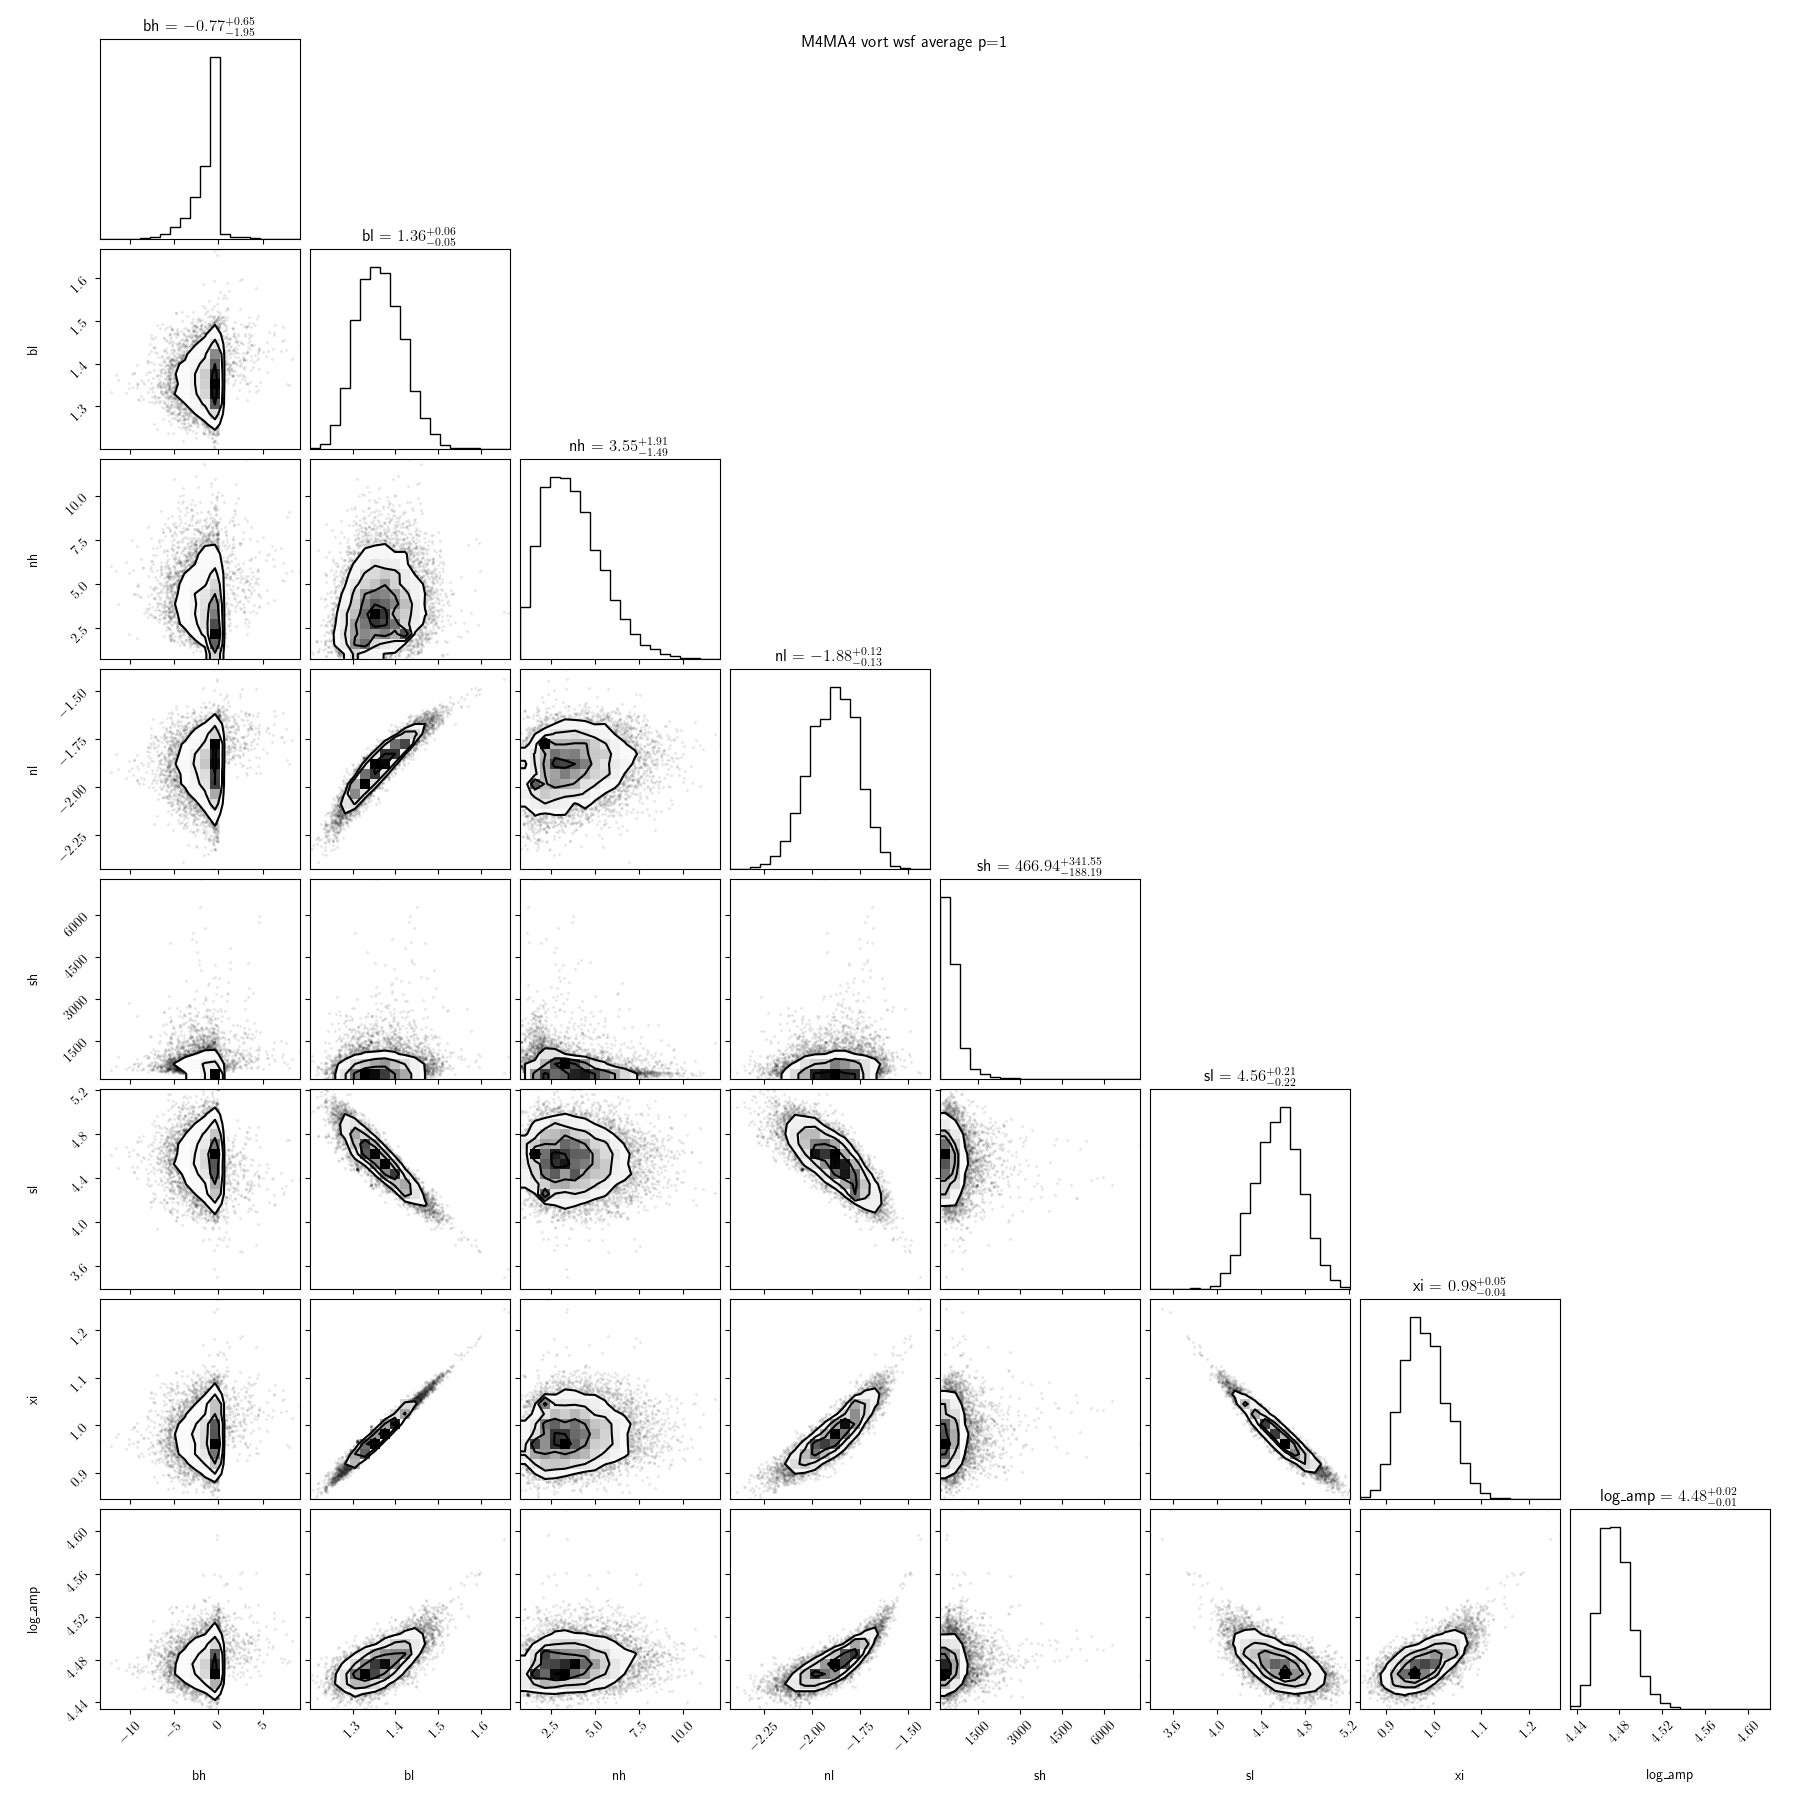 M4MA4 vort wsf average p=1
bh = −0.77 +0.65 −1.95
bl = 1.36 +0.06 −0.05
nh = 3.55 +1.91 −1.49
nl = −1.88 +0.12 −0.13
sh = 466.94 +341.55 −188.19
sl = 4.56 +0.21 −0.22
xi = 0.98 +0.05 −0.04
log_amp = 4.48 +0.02 −0.01
bl
1.6
1.5
1.4
1.3
nh
10.0
7.5
5.0
2.5
nl
−1.50
−1.75
−2.00
−2.25
sh
6000
4500
3000
1500
sl
5.2
4.8
4.4
4.0
3.6
xi
1.2
1.1
1.0
0.9
log_amp
4.60
4.56
4.52
4.48
4.44
−10 −5 0 5
1.3 1.4 1.5 1.6
2.5 5.0 7.5 10.0
−2.25 −2.00 −1.75 −1.50
1500 3000 4500 6000
3.6 4.0 4.4 4.8 5.2
0.9 1.0 1.1 1.2
4.44 4.48 4.52 4.56 4.60
bh bl nh nl sh sl xi log_amp